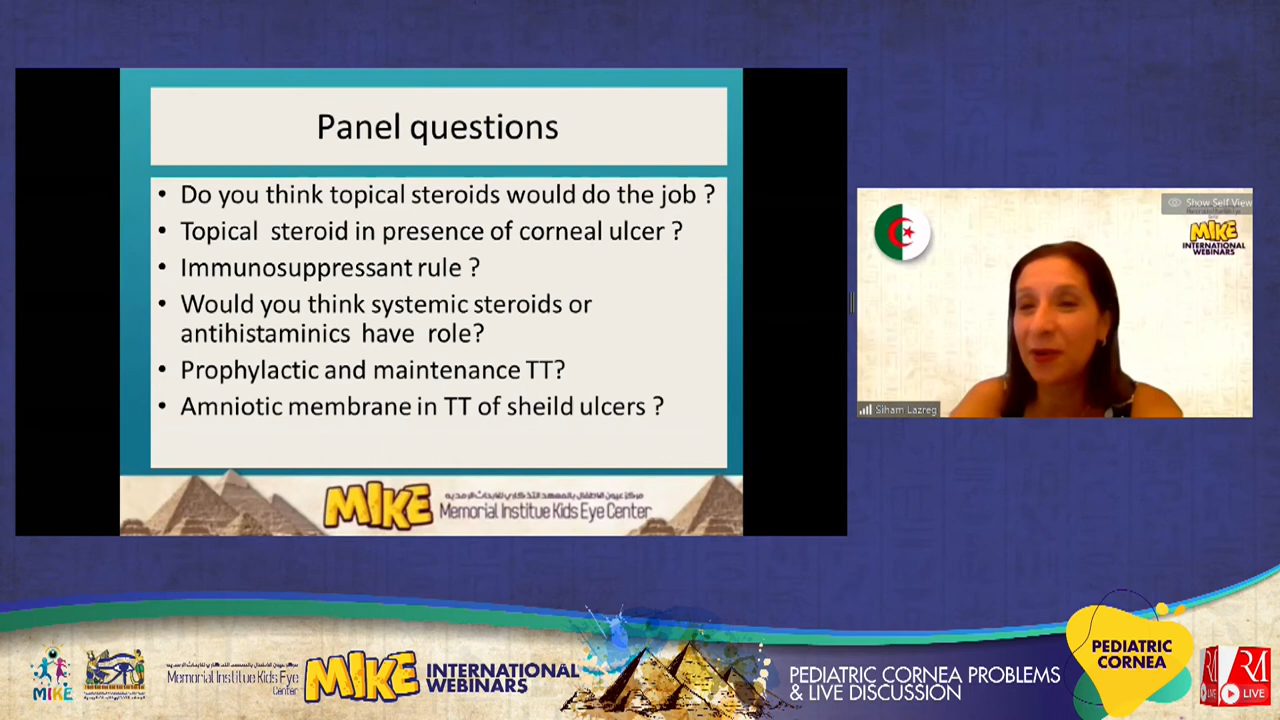 Panel questions
• Do you think topical steroids would do the job ?
• Topical steroid in presence of corneal ulcer ?
• Immunosuppressant rule ?
• Would you think systemic steroids or
antihistaminics have role?
• Prophylactic and maintenance TT?
• Amniotic membrane in TT of sheild ulcers ?
MIKE
Memorial Institue Kids Eye Center
Show Self View
MIKE
INTERNATIONAL
WEBINARS
Siham Lazreg
MIKE
Memorial Institue Kids Eye
Center
MIKE INTERNATIONAL
WEBINARS
PEDIATRIC CORNEA PROBLEMS
& LIVE DISCUSSION
PEDIATRIC
CORNEA
LIVE
LIVE